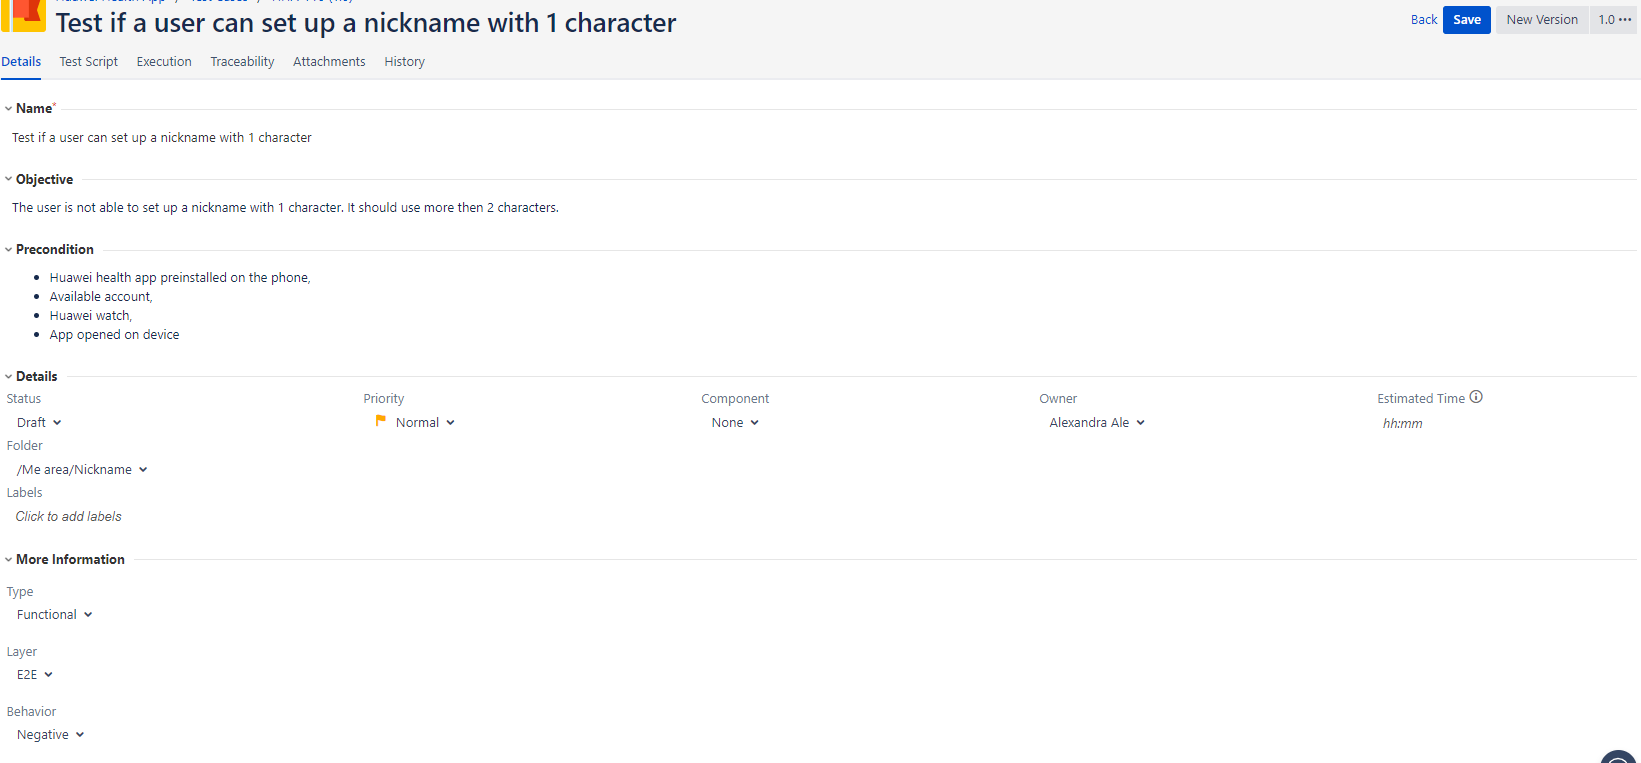 Test if a user can set up a nickname with 1 character
Back
Save
New Version
1.0
Details
Test Script
Execution
Traceability
Attachments
History
Name*
Test if a user can set up a nickname with 1 character
Objective
The user is not able to set up a nickname with 1 character. It should use more then 2 characters.
Precondition
Huawei health app preinstalled on the phone,
Available account,
Huawei watch,
App opened on device
Details
Status
Priority
Component
Owner
Estimated Time
Draft
Normal
None
Alexandra Ale
hh:mm
Folder
/Me area/Nickname
Labels
Click to add labels
More Information
Type
Functional
Layer
E2E
Behavior
Negative